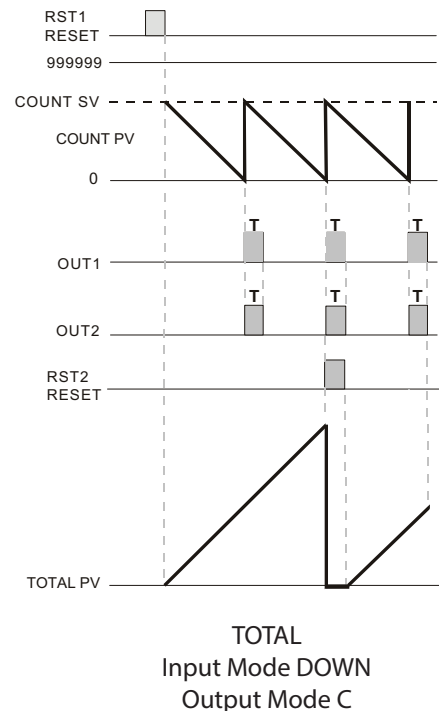 RST1
RESET
999999
COUNT SV
COUNT PV
0
T T T
OUT1
T T T
OUT2
RST2
RESET
TOTAL PV
TOTAL
Input Mode DOWN
Output Mode C